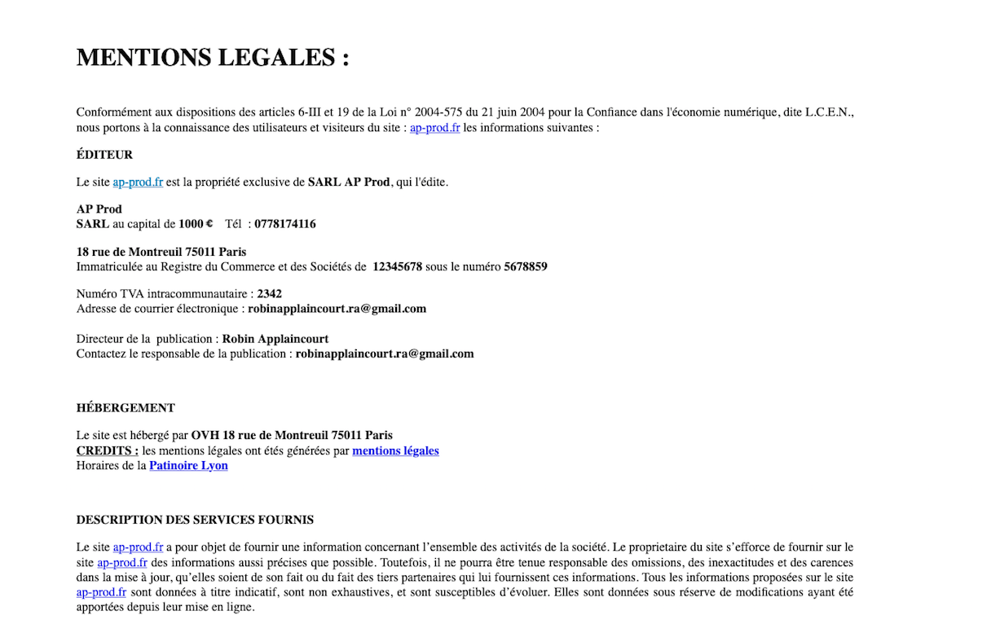 MENTIONS LEGALES :
Conformément aux dispositions des articles 6-III et 19 de la Loi n° 2004-575 du 21 juin 2004 pour la Confiance dans l'économie numérique, dite L.C.E.N.,
nous portons à la connaissance des utilisateurs et visiteurs du site : ap-prod.fr les informations suivantes :
ÉDITEUR
Le site ap-prod.fr est la propriété exclusive de SARL AP Prod, qui l'édite.
AP Prod
SARL au capital de 1000 € Tél : 0778174116
18 rue de Montreuil 75011 Paris
Immatriculée au Registre du Commerce et des Sociétés de 12345678 sous le numéro 5678859
Numéro TVA intracommunautaire : 2342
Adresse de courrier électronique : robinapplaincourt.ra@gmail.com
Directeur de la publication : Robin Applaincourt
Contactez le responsable de la publication : robinapplaincourt.ra@gmail.com
HÉBERGEMENT
Le site est hébergé par OVH 18 rue de Montreuil 75011 Paris
CREDITS : les mentions légales ont étés générées par mentions légales
Horaires de la Patinoire Lyon
DESCRIPTION DES SERVICES FOURNIS
Le site ap-prod.fr a pour objet de fournir une information concernant l’ensemble des activités de la société. Le proprietaire du site s’efforce de fournir sur le
site ap-prod.fr des informations aussi précises que possible. Toutefois, il ne pourra être tenue responsable des omissions, des inexactitudes et des carences
dans la mise à jour, qu’elles soient de son fait ou du fait des tiers partenaires qui lui fournissent ces informations. Tous les informations proposées sur le site
ap-prod.fr sont données à titre indicatif, sont non exhaustives, et sont susceptibles d’évoluer. Elles sont données sous réserve de modifications ayant été
apportées depuis leur mise en ligne.